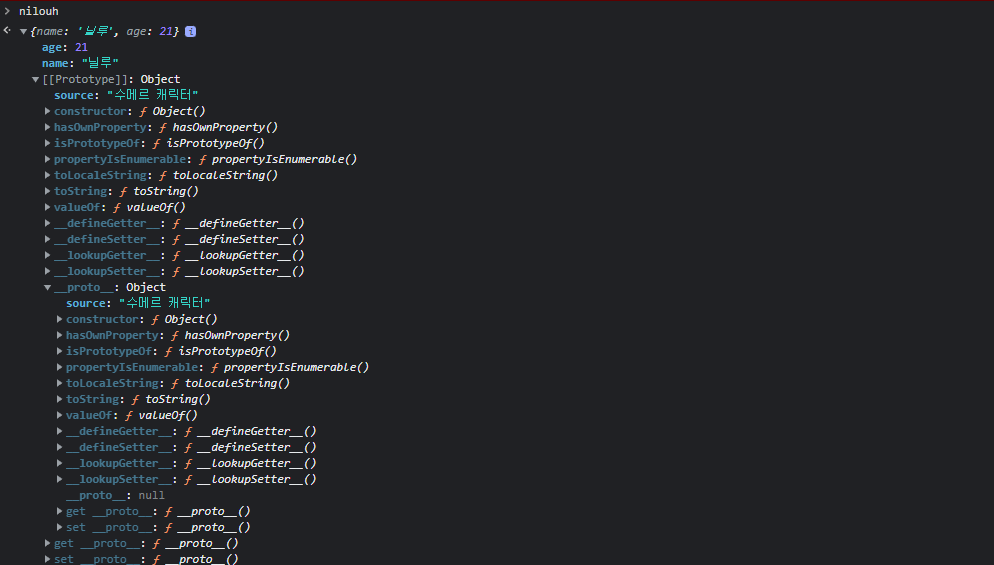 > nilouh
{name: '닐루', age: 21} i
age: 21
name: "닐루"
[[Prototype]]: Object
source: "수메르 캐릭터"
constructor: ƒ Object()
hasOwnProperty: ƒ hasOwnProperty()
isPrototypeOf: ƒ isPrototypeOf()
propertyIsEnumerable: ƒ propertyIsEnumerable()
toLocaleString: ƒ toLocaleString()
toString: ƒ toString()
valueOf: ƒ valueOf()
__defineGetter__: ƒ __defineGetter__()
__defineSetter__: ƒ __defineSetter__()
__lookupGetter__: ƒ __lookupGetter__()
__lookupSetter__: ƒ __lookupSetter__()
__proto__: Object
source: "수메르 캐릭터"
constructor: ƒ Object()
hasOwnProperty: ƒ hasOwnProperty()
isPrototypeOf: ƒ isPrototypeOf()
propertyIsEnumerable: ƒ propertyIsEnumerable()
toLocaleString: ƒ toLocaleString()
toString: ƒ toString()
valueOf: ƒ valueOf()
__defineGetter__: ƒ __defineGetter__()
__defineSetter__: ƒ __defineSetter__()
__lookupGetter__: ƒ __lookupGetter__()
__lookupSetter__: ƒ __lookupSetter__()
__proto__: null
get __proto__: ƒ __proto__()
set __proto__: ƒ __proto__()
get __proto__: ƒ __proto__()
set __proto__: ƒ __proto__()